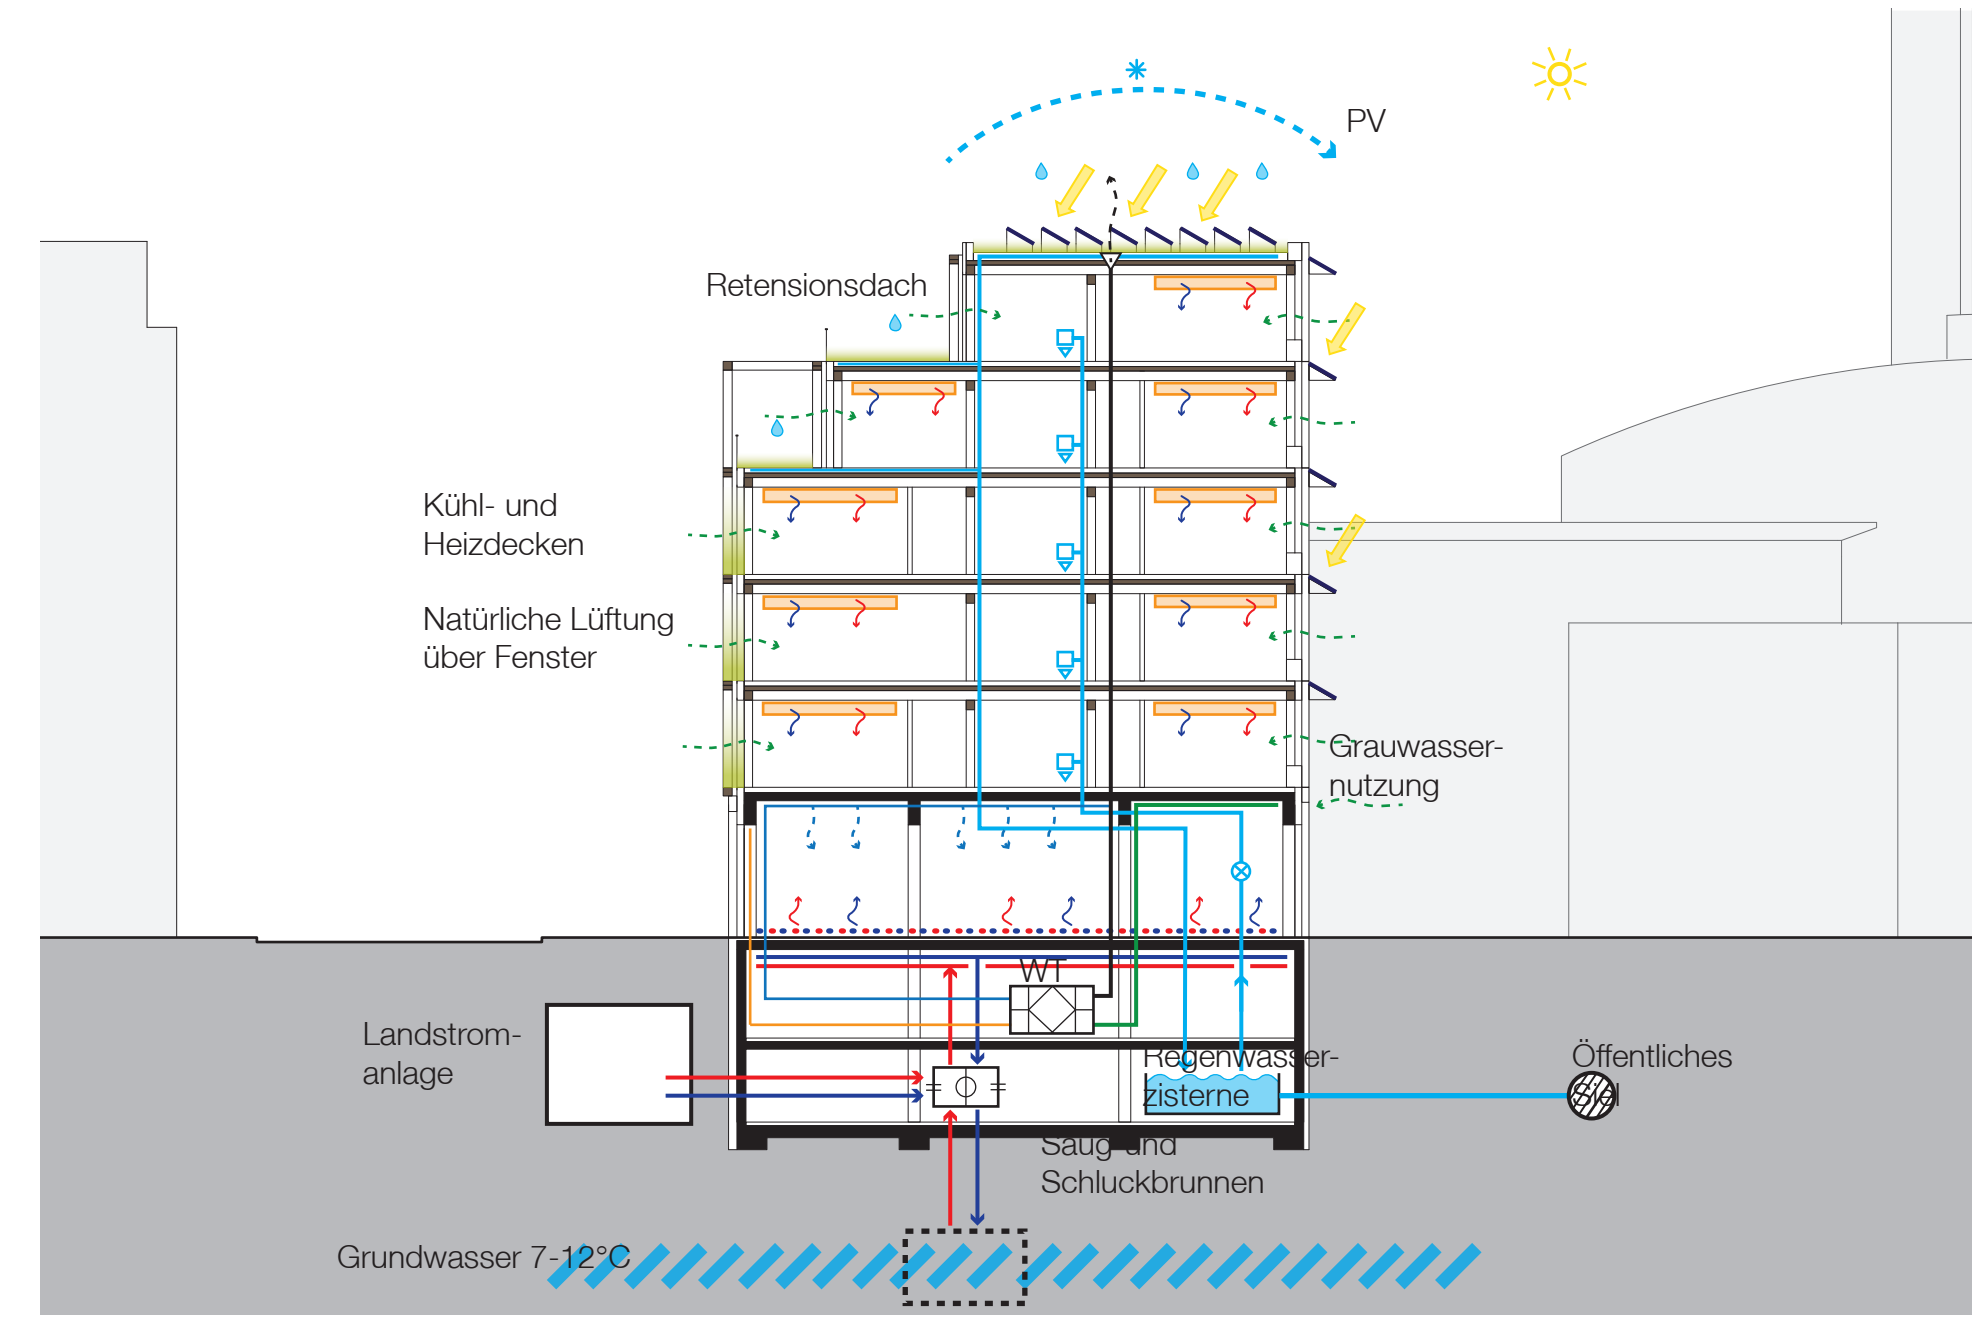 PV
Retensionsdach
Kühl- und
Heizdecken
Natürliche Lüftung
über Fenster
Grauwasser-
nutzung
WT
Landstrom-
anlage
Regenwasser-
zisterne
Öffentliches
Siel
Saug und
Schluckbrunnen
Grundwasser 7-12°C